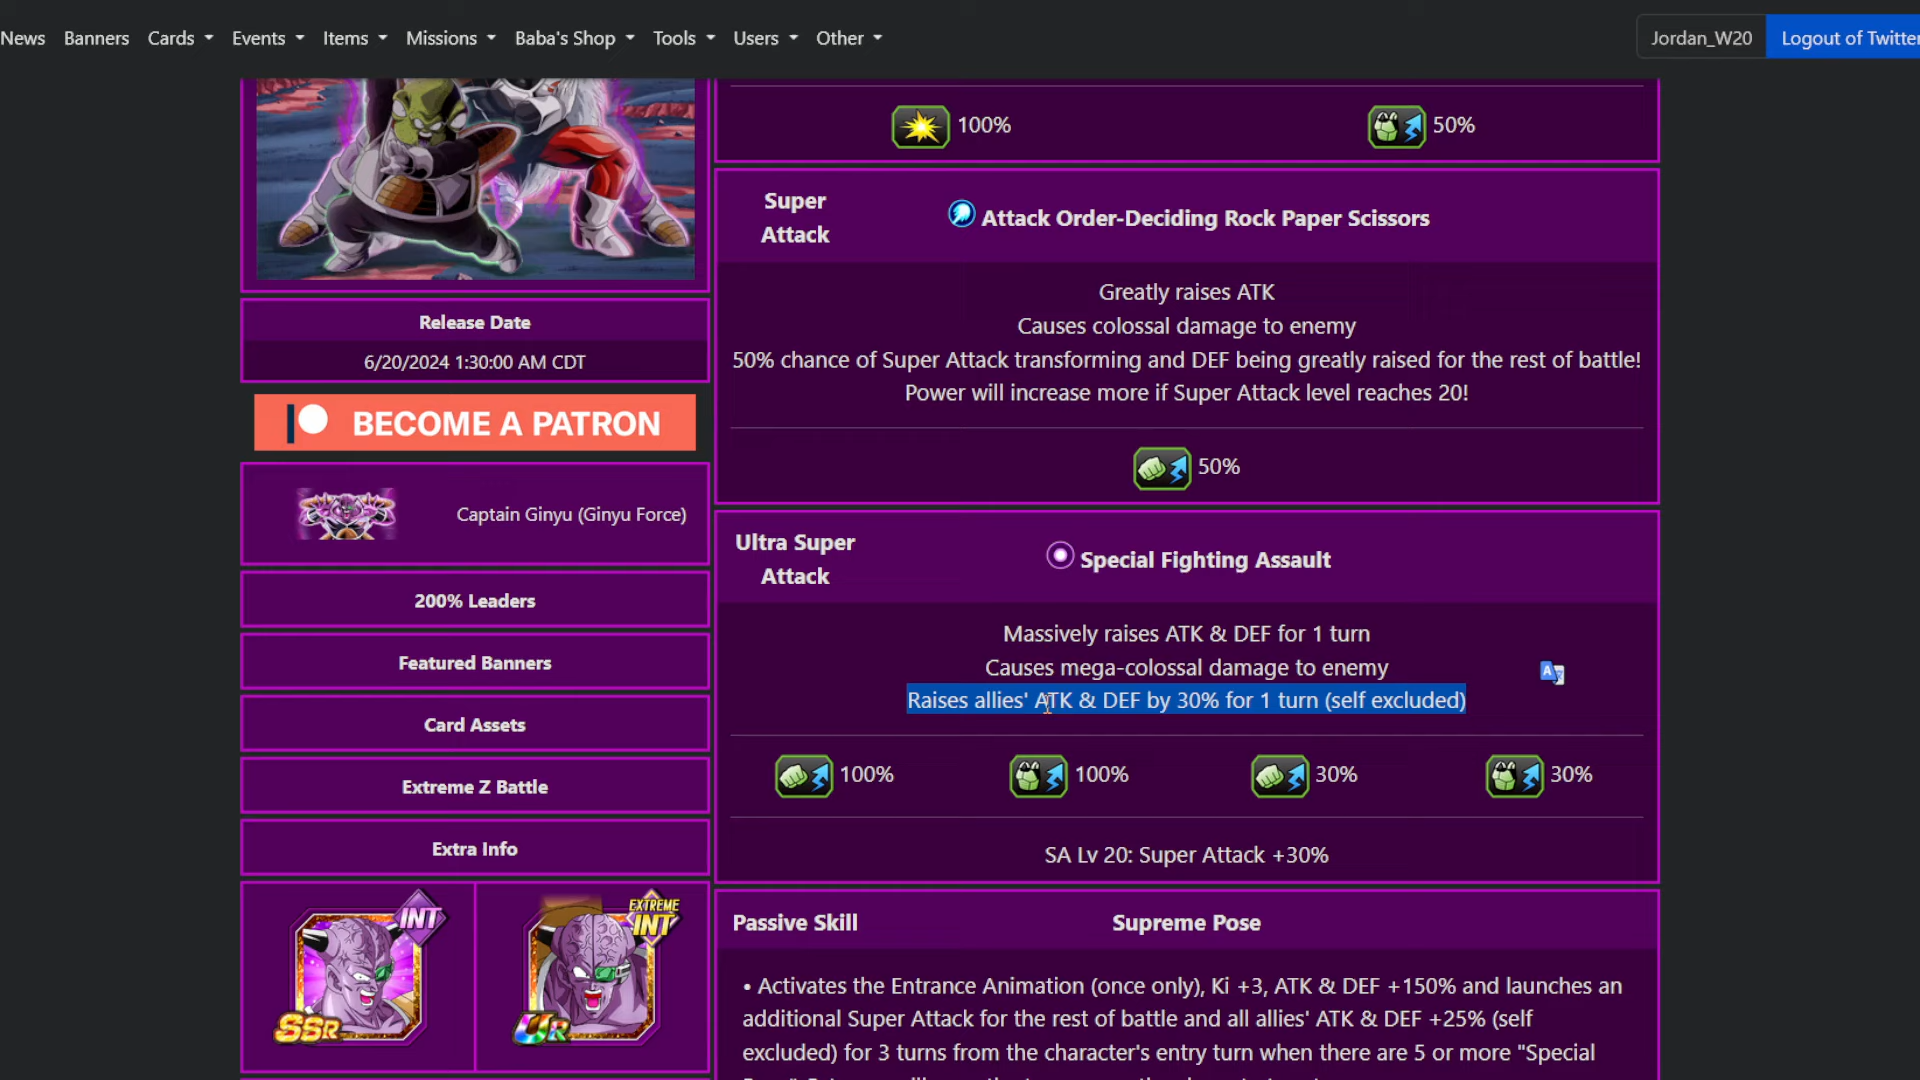 News Banners Cards Events Items Missions Baba's Shop Tools Users Other
Jordan_W20
Logout of Twitter
100%
50%
Super
Attack
Attack Order-Deciding Rock Paper Scissors
Greatly raises ATK
Causes colossal damage to enemy
50% chance of Super Attack transforming and DEF being greatly raised for the rest of battle!
Power will increase more if Super Attack level reaches 20!
50%
Release Date
6/20/2024 1:30:00 AM CDT
BECOME A PATRON
Captain Ginyu (Ginyu Force)
200% Leaders
Featured Banners
Card Assets
Extreme Z Battle
Extra Info
INT
SSR
EXTREME
INT
UR
Ultra Super
Attack
Special Fighting Assault
Massively raises ATK & DEF for 1 turn
Causes mega-colossal damage to enemy
Raises allies' ATK & DEF by 30% for 1 turn (self excluded)
100%
100%
30%
30%
SA Lv 20: Super Attack +30%
Passive Skill
Supreme Pose
• Activates the Entrance Animation (once only), Ki +3, ATK & DEF +150% and launches an
additional Super Attack for the rest of battle and all allies' ATK & DEF +25% (self
excluded) for 3 turns from the character's entry turn when there are 5 or more "Special